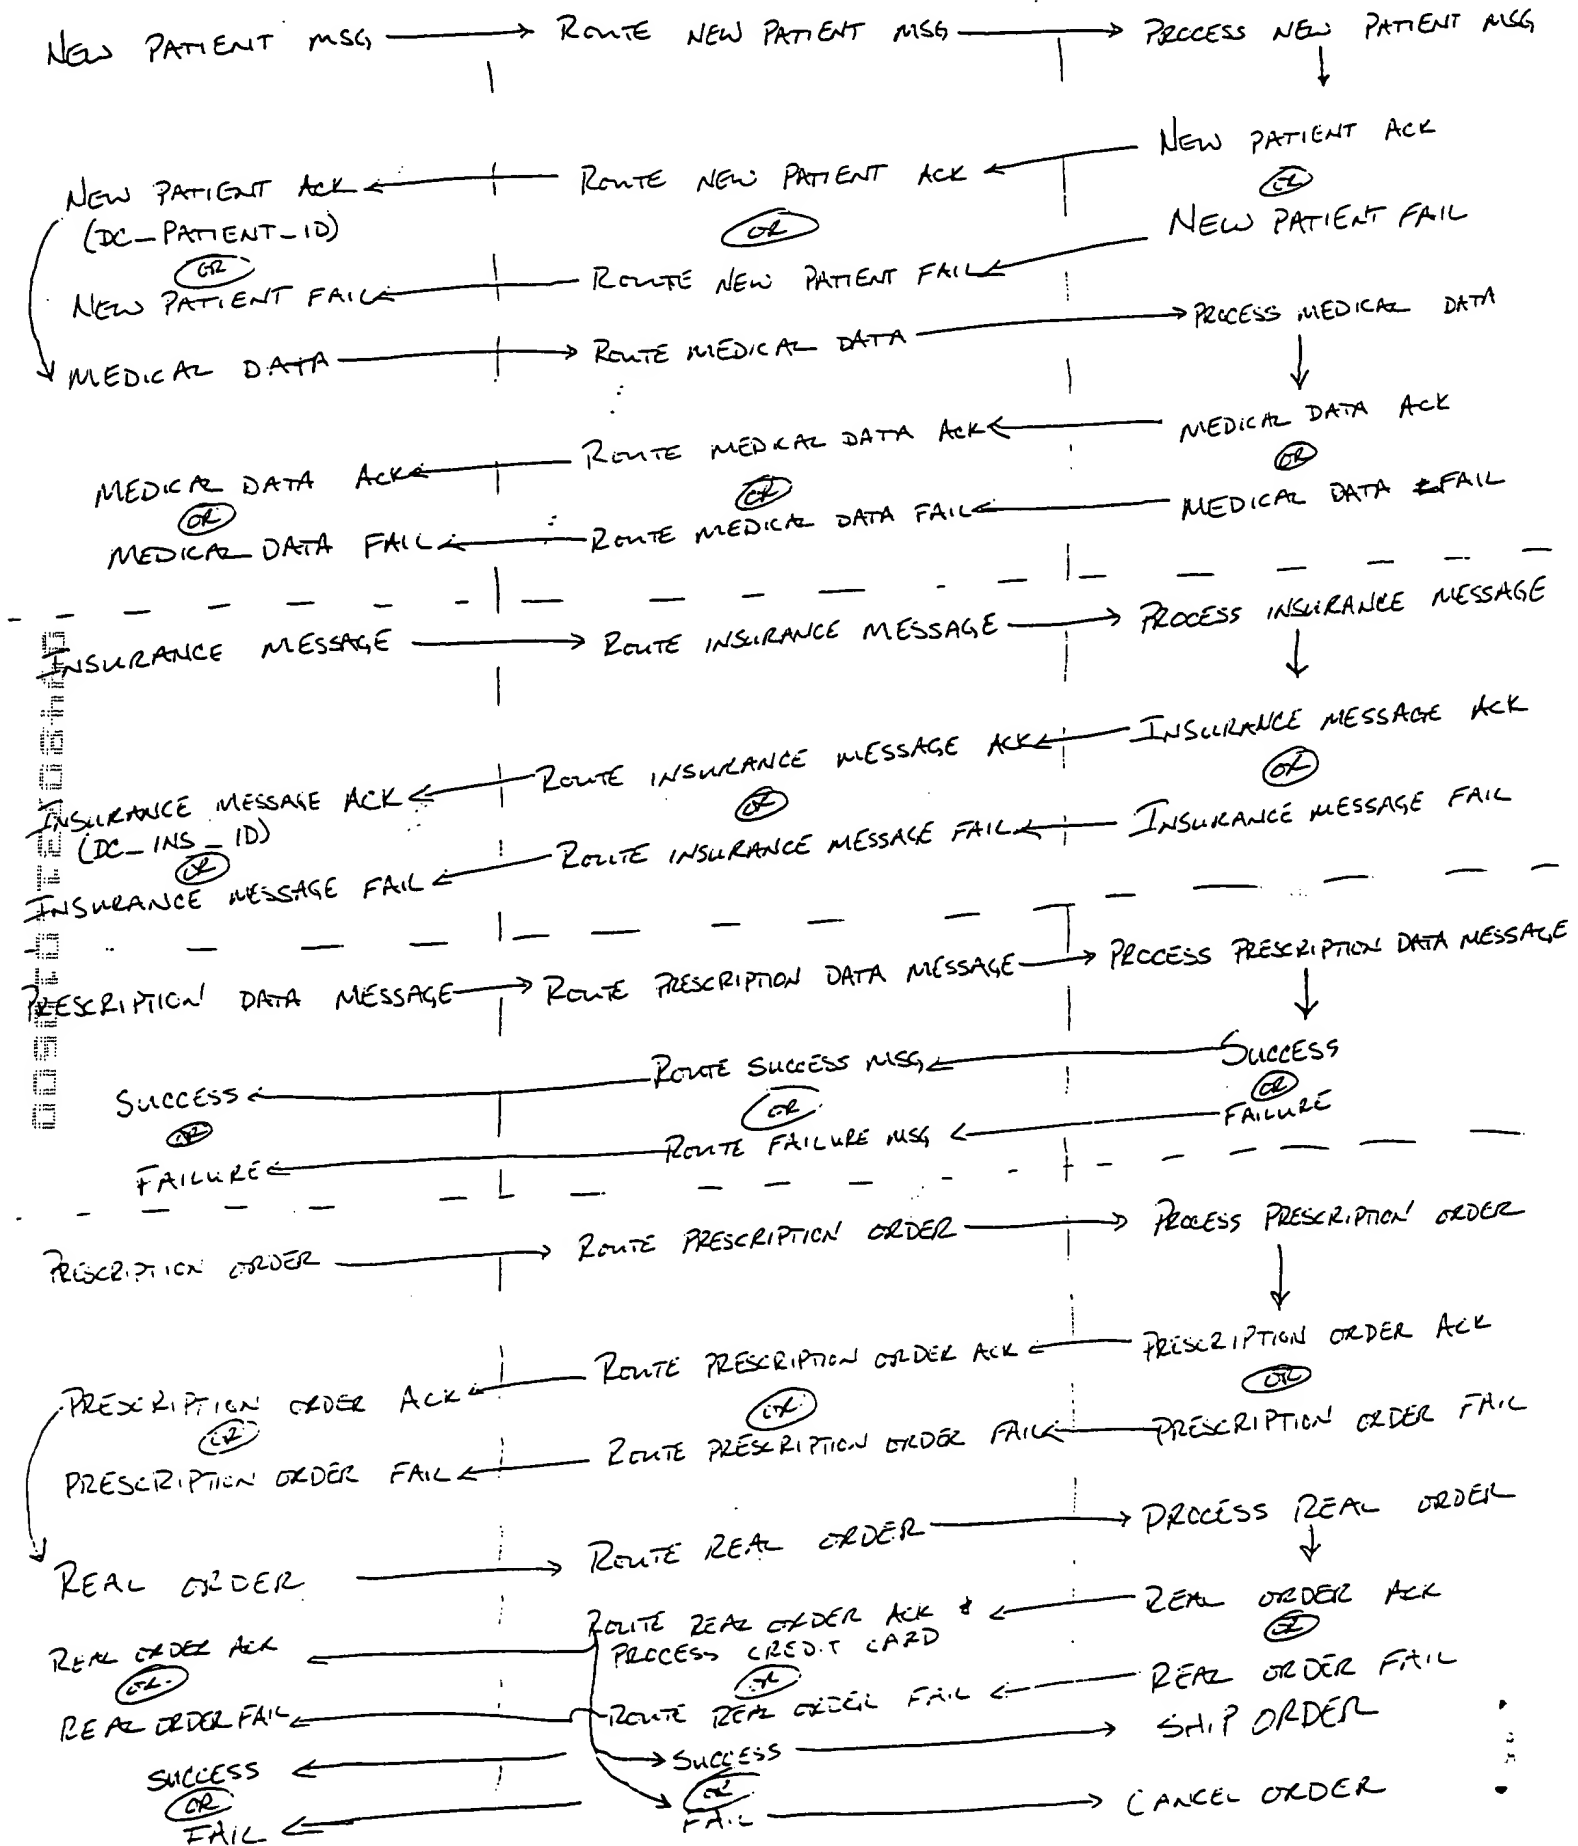 NEW PATIENT MSG ROUTE NEW PATIENT MSG PROCESS NEW PATIENT MSG
NEW PATIENT ACK
NEW PATIENT ACK ROUTE NEW PATIENT ACK OR
(DC_PATIENT_ID) OR NEW PATIENT FAIL
OR
NEW PATIENT FAIL ROUTE NEW PATIENT FAIL
MEDICAL DATA ROUTE MEDICAL DATA PROCESS MEDICAL DATA
MEDICAL DATA ACK ROUTE MEDICAL DATA ACK MEDICAL DATA ACK
OR OR OR
MEDICAL DATA FAIL ROUTE MEDICAL DATA FAIL MEDICAL DATA FAIL
INSURANCE MESSAGE ROUTE INSURANCE MESSAGE PROCESS INSURANCE MESSAGE
INSURANCE MESSAGE ACK ROUTE INSURANCE MESSAGE ACK INSURANCE MESSAGE ACK
(DC_INS_ID) OR OR
OR
INSURANCE MESSAGE FAIL ROUTE INSURANCE MESSAGE FAIL INSURANCE MESSAGE FAIL
PRESCRIPTION DATA MESSAGE ROUTE PRESCRIPTION DATA MESSAGE PROCESS PRESCRIPTION DATA MESSAGE
SUCCESS ROUTE SUCCESS MSG SUCCESS
OR OR OR
FAILURE ROUTE FAILURE MSG FAILURE
PRESCRIPTION ORDER ROUTE PRESCRIPTION ORDER PROCESS PRESCRIPTION ORDER
PRESCRIPTION ORDER ACK ROUTE PRESCRIPTION ORDER ACK PRESCRIPTION ORDER ACK
OR OR OR
PRESCRIPTION ORDER FAIL ROUTE PRESCRIPTION ORDER FAIL PRESCRIPTION ORDER FAIL
REAL ORDER ROUTE REAL ORDER PROCESS REAL ORDER
REAL ORDER ACK ROUTE REAL ORDER ACK & REAL ORDER ACK
PROCESS CREDIT CARD
OR OR OR
REAL ORDER FAIL ROUTE REAL ORDER FAIL REAL ORDER FAIL
SUCCESS SUCCESS SHIP ORDER
OR OR
FAIL FAIL CANCEL ORDER